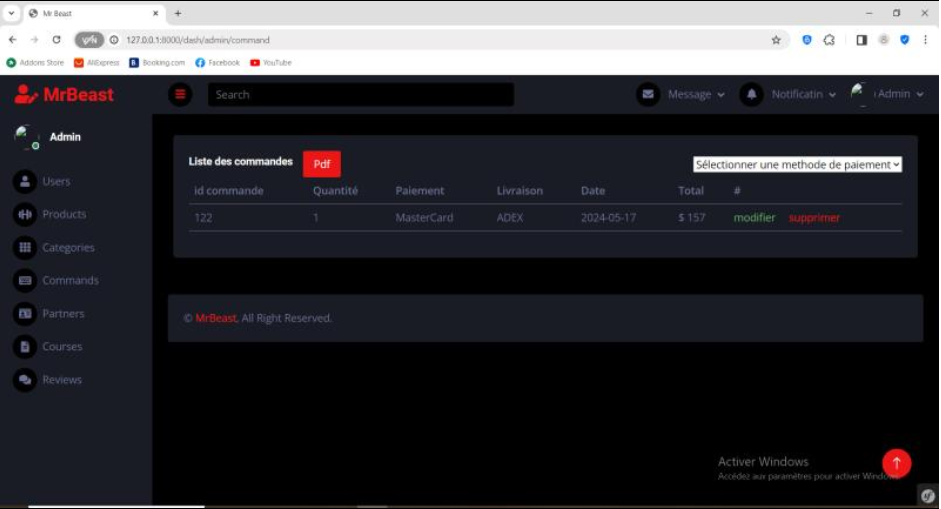 Mr Beast
127.0.0.1:8000/dash/admin/command
Addons Store AliExpress Booking.com Facebook YouTube
MrBeast
Search
Message
Notificatin
Admin
Admin
Users
Products
Categories
Commands
Partners
Courses
Reviews
Liste des commandes
Pdf
Sélectionner une methode de paiement
id commande Quantité Paiement Livraison Date Total #
122 1 MasterCard ADEX 2024-05-17 $ 157 modifier supprimer
© MrBeast, All Right Reserved.
Activer Windows
Accédez aux paramètres pour activer Windows.